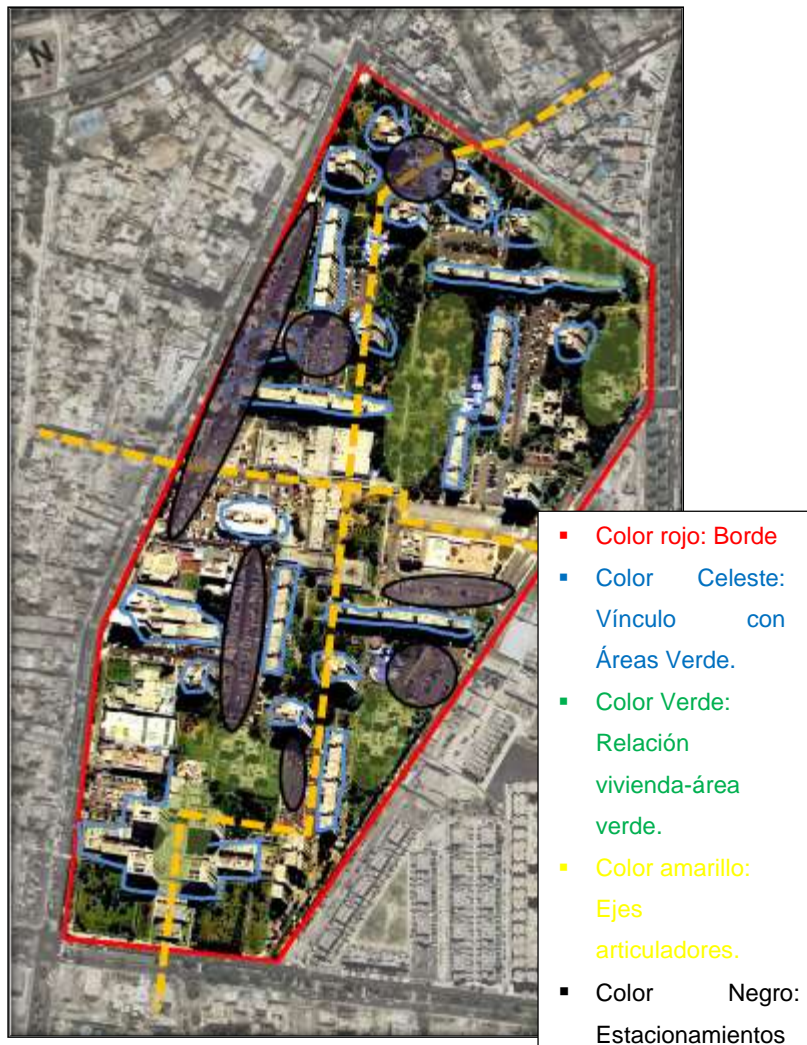 N
▪ Color rojo: Borde
▪ Color Celeste:
Vínculo con
Áreas Verde.
▪ Color Verde:
Relación
vivienda-área
verde.
▪ Color amarillo:
Ejes
articuladores.
▪ Color Negro:
Estacionamientos